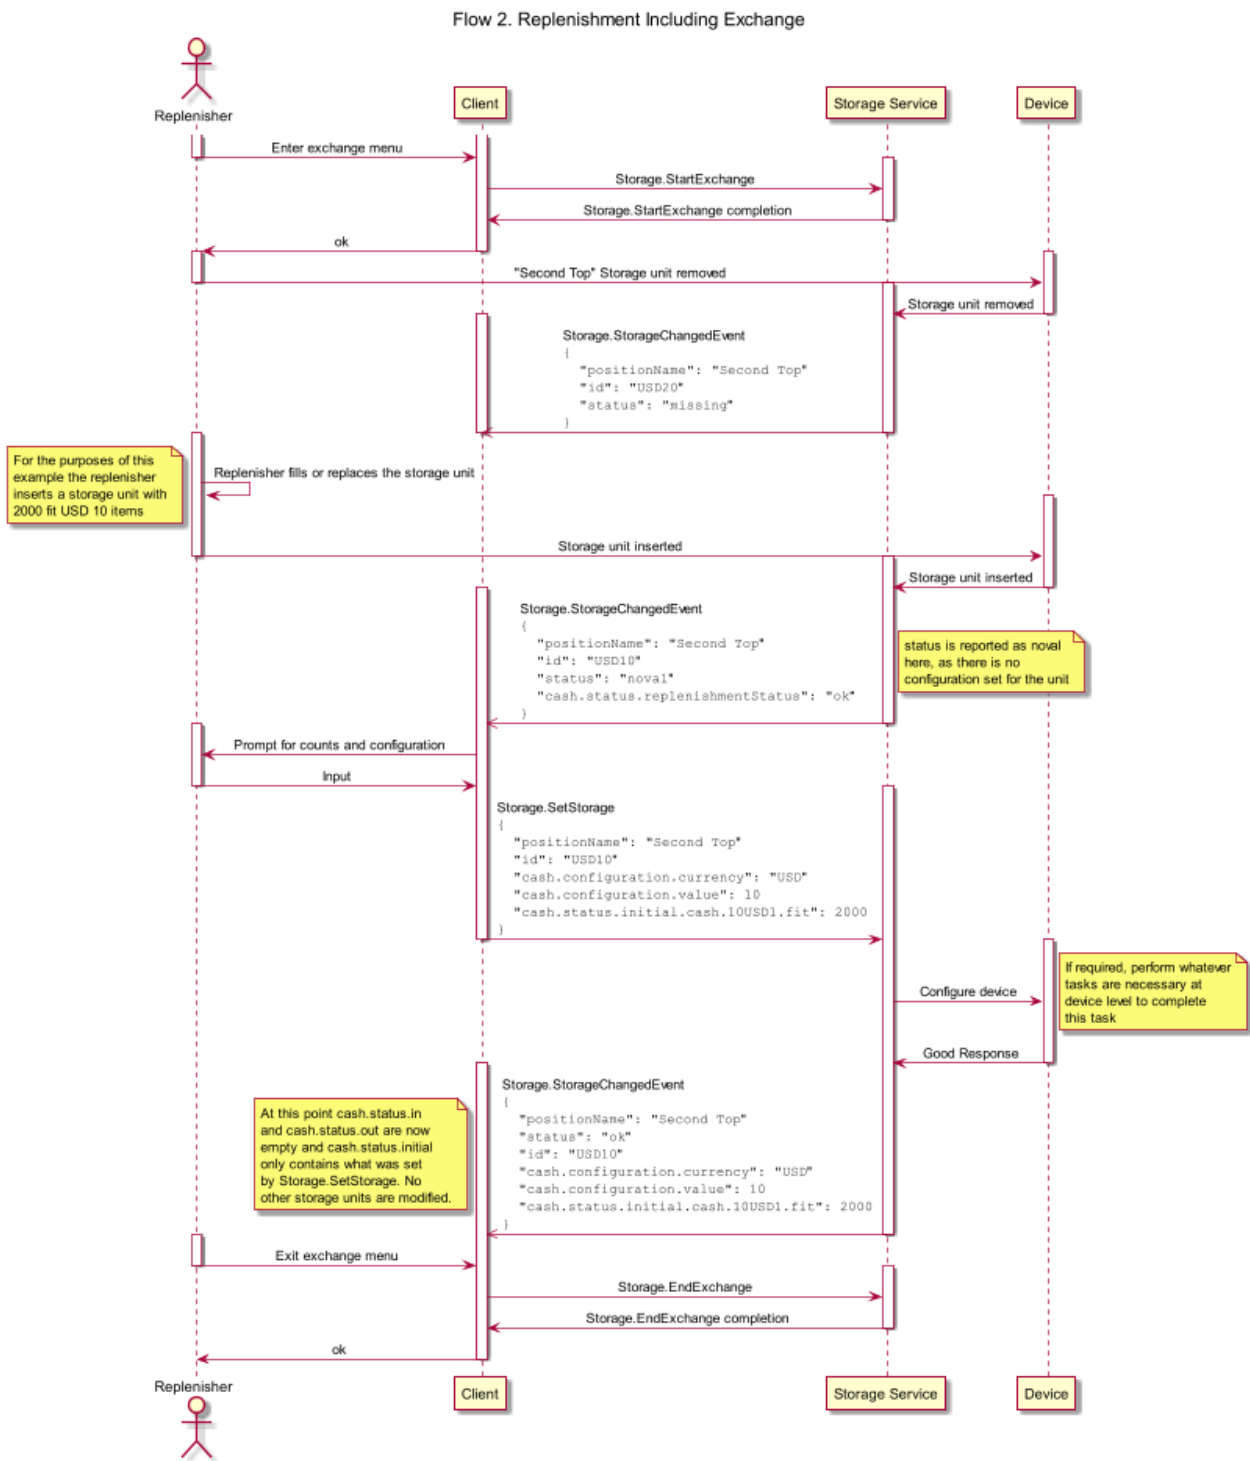 Flow 2. Replenishment Including Exchange
Replenisher
Client
Storage Service
Device
Enter exchange menu
Storage.StartExchange
Storage.StartExchange completion
ok
"Second Top" Storage unit removed
Storage unit removed
Storage.StorageChangedEvent
{
"positionName": "Second Top"
"id": "USD20"
"status": "missing"
}
For the purposes of this
example the replenisher
inserts a storage unit with
2000 fit USD 10 items
Replenisher fills or replaces the storage unit
Storage unit inserted
Storage unit inserted
Storage.StorageChangedEvent
{
"positionName": "Second Top"
"id": "USD10"
"status": "noval"
"cash.status.replenishmentStatus": "ok"
}
status is reported as noval
here, as there is no
configuration set for the unit
Prompt for counts and configuration
Input
Storage.SetStorage
{
"positionName": "Second Top"
"id": "USD10"
"cash.configuration.currency": "USD"
"cash.configuration.value": 10
"cash.status.initial.cash.10USD1.fit": 2000
}
If required, perform whatever
tasks are necessary at
device level to complete
this task
Configure device
Good Response
Storage.StorageChangedEvent
{
"positionName": "Second Top"
"status": "ok"
"id": "USD10"
"cash.configuration.currency": "USD"
"cash.configuration.value": 10
"cash.status.initial.cash.10USD1.fit": 2000
}
At this point cash.status.in
and cash.status.out are now
empty and cash.status.initial
only contains what was set
by Storage.SetStorage. No
other storage units are modified.
Exit exchange menu
Storage.EndExchange
Storage.EndExchange completion
ok
Replenisher
Client
Storage Service
Device